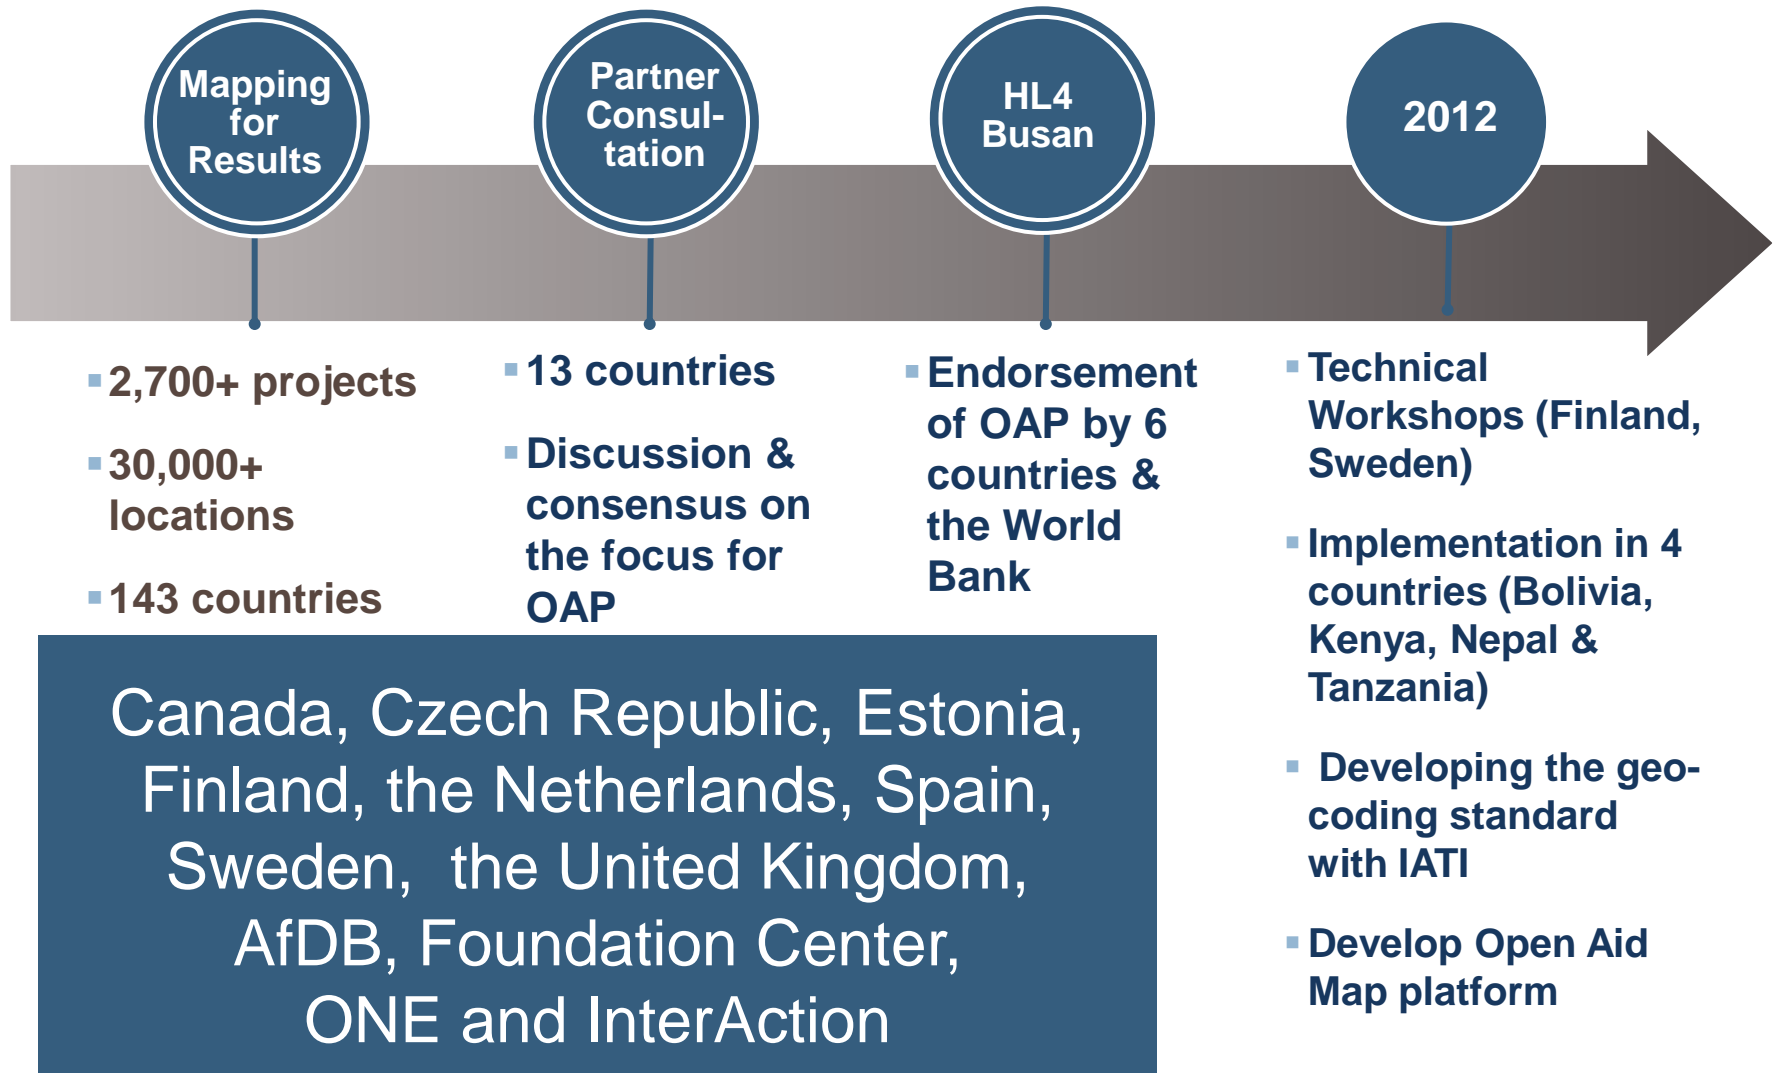 Mapping
for
Results
Partner
Consul-
tation
HL4
Busan
2012
2,700+ projects
30,000+
locations
143 countries
13 countries
Discussion &
consensus on
the focus for
OAP
Endorsement
of OAP by 6
countries &
the World
Bank
Technical
Workshops (Finland,
Sweden)
Implementation in 4
countries (Bolivia,
Kenya, Nepal &
Tanzania)
Developing the geo-
coding standard
with IATI
Develop Open Aid
Map platform
Canada, Czech Republic, Estonia,
Finland, the Netherlands, Spain,
Sweden, the United Kingdom,
AfDB, Foundation Center,
ONE and InterAction